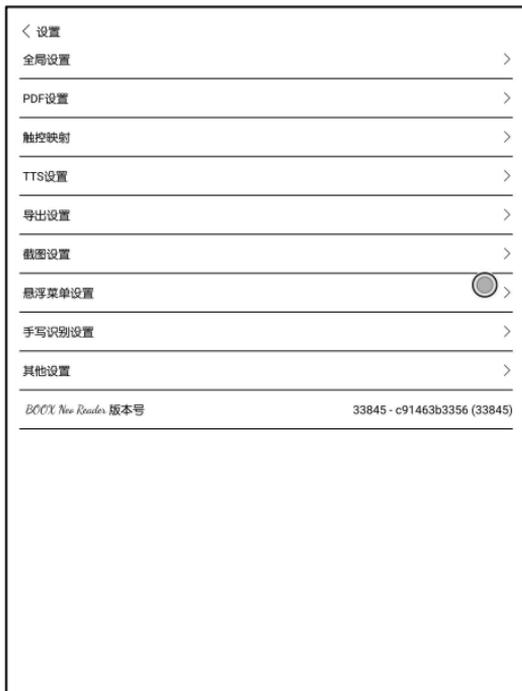 设置
全局设置
PDF设置
触控映射
TTS设置
导出设置
截图设置
悬浮菜单设置
手写识别设置
其他设置
BOOX Neo Reader 版本号 33845 - c91463b3356 (33845)